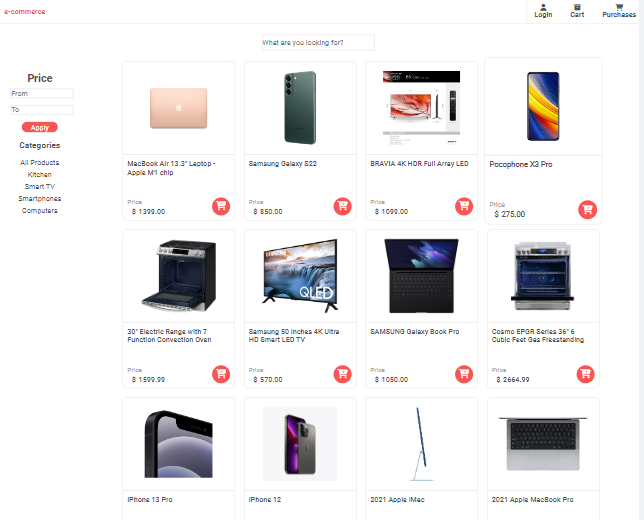 e-commerce
Login
Cart
Purchases
What are you looking for?
Price
From
To
Apply
Categories
All Products
Kitchen
Smart TV
Smartphones
Computers
MacBook Air 13.3" Laptop -
Apple M1 chip
Price
$ 1399.00
Samsung Galaxy S22
Price
$ 850.00
BRAVIA 4K HDR Full Array LED
Price
$ 1099.00
Pocophone X3 Pro
Price
$ 275.00
SAMSUNG
QLED
30" Electric Range with 7
Function Convection Oven
Price
$ 1599.99
Samsung 50 Inches 4K Ultra
HD Smart LED TV
Price
$ 570.00
SAMSUNG Galaxy Book Pro
Price
$ 1050.00
Cosmo EPGR Series 36" 6
Cubic Feet Gas Freestanding
Price
$ 2664.99
iPhone 13 Pro
iPhone 12
2021 Apple iMac
2021 Apple MacBook Pro